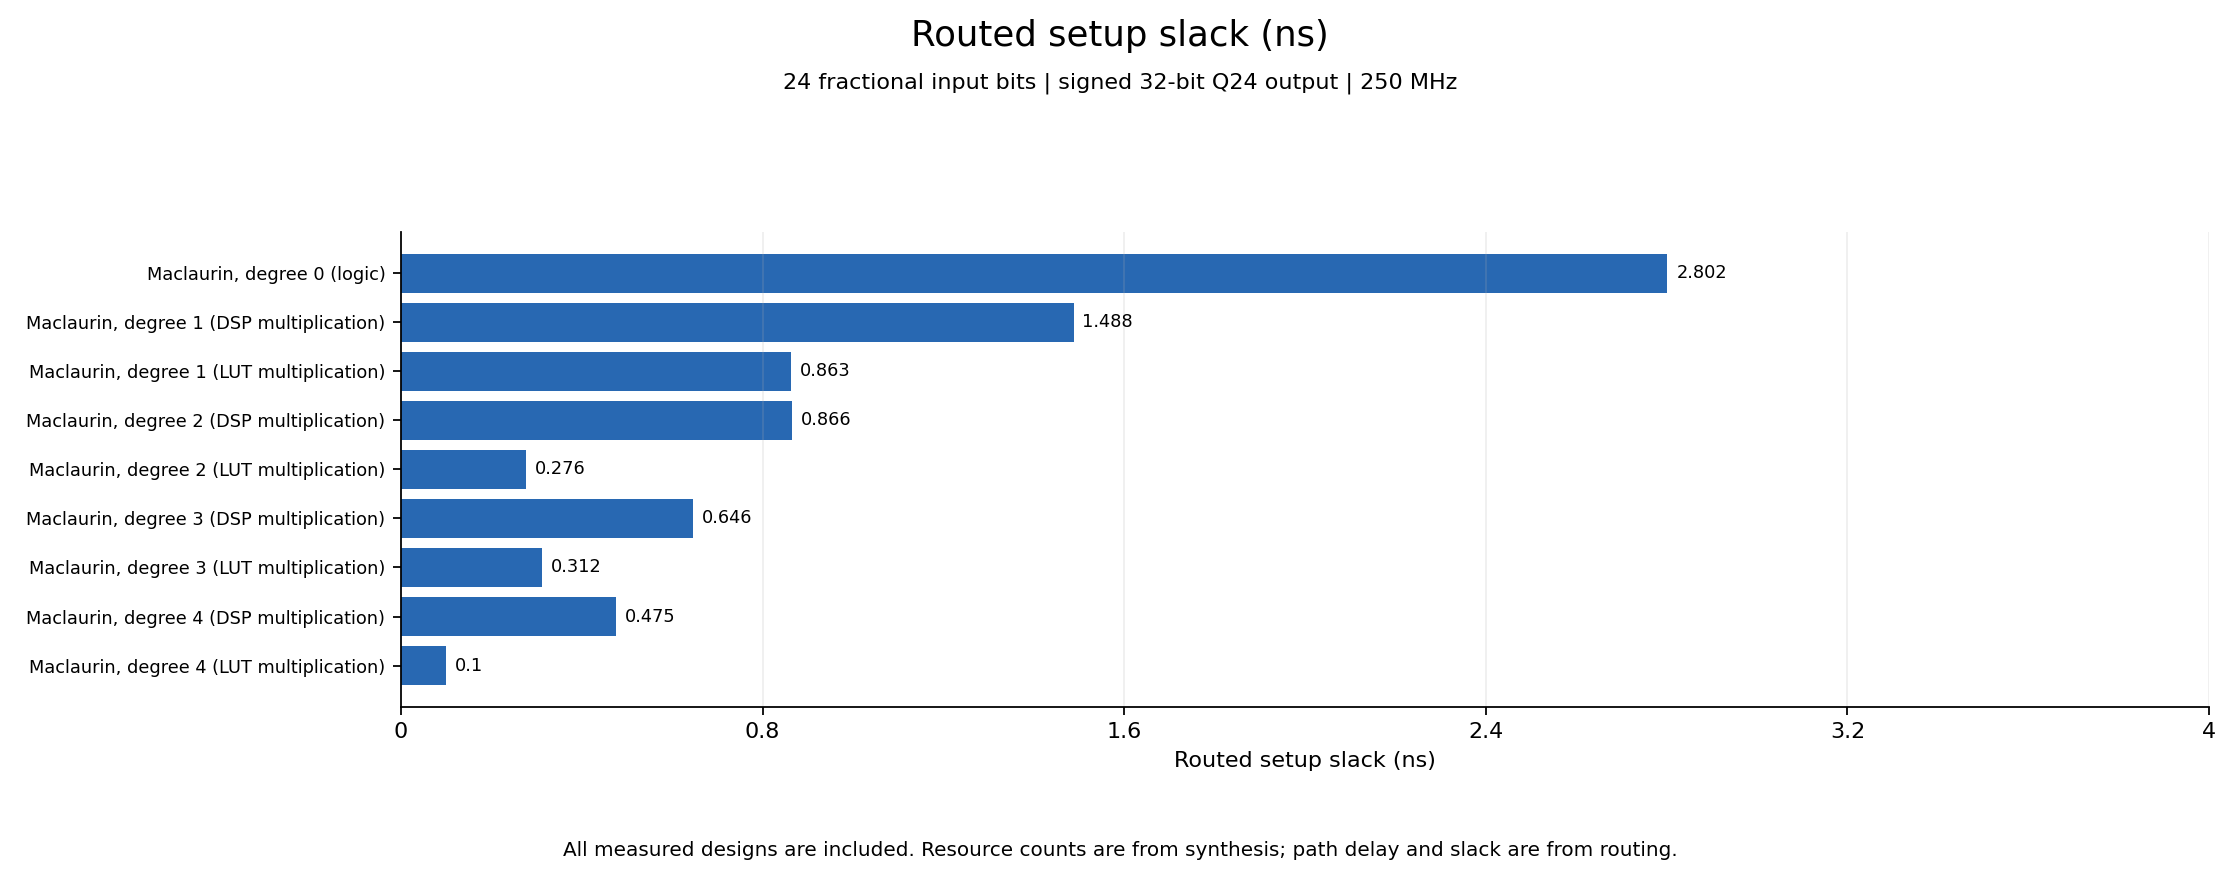 Routed setup slack (ns)
24 fractional input bits | signed 32-bit Q24 output | 250 MHz
Maclaurin, degree 0 (logic)
2.802
Maclaurin, degree 1 (DSP multiplication)
1.488
Maclaurin, degree 1 (LUT multiplication)
0.863
Maclaurin, degree 2 (DSP multiplication)
0.866
Maclaurin, degree 2 (LUT multiplication)
0.276
Maclaurin, degree 3 (DSP multiplication)
0.646
Maclaurin, degree 3 (LUT multiplication)
0.312
Maclaurin, degree 4 (DSP multiplication)
0.475
Maclaurin, degree 4 (LUT multiplication)
0.1
0 0.8 1.6 2.4 3.2 4
Routed setup slack (ns)
All measured designs are included. Resource counts are from synthesis; path delay and slack are from routing.